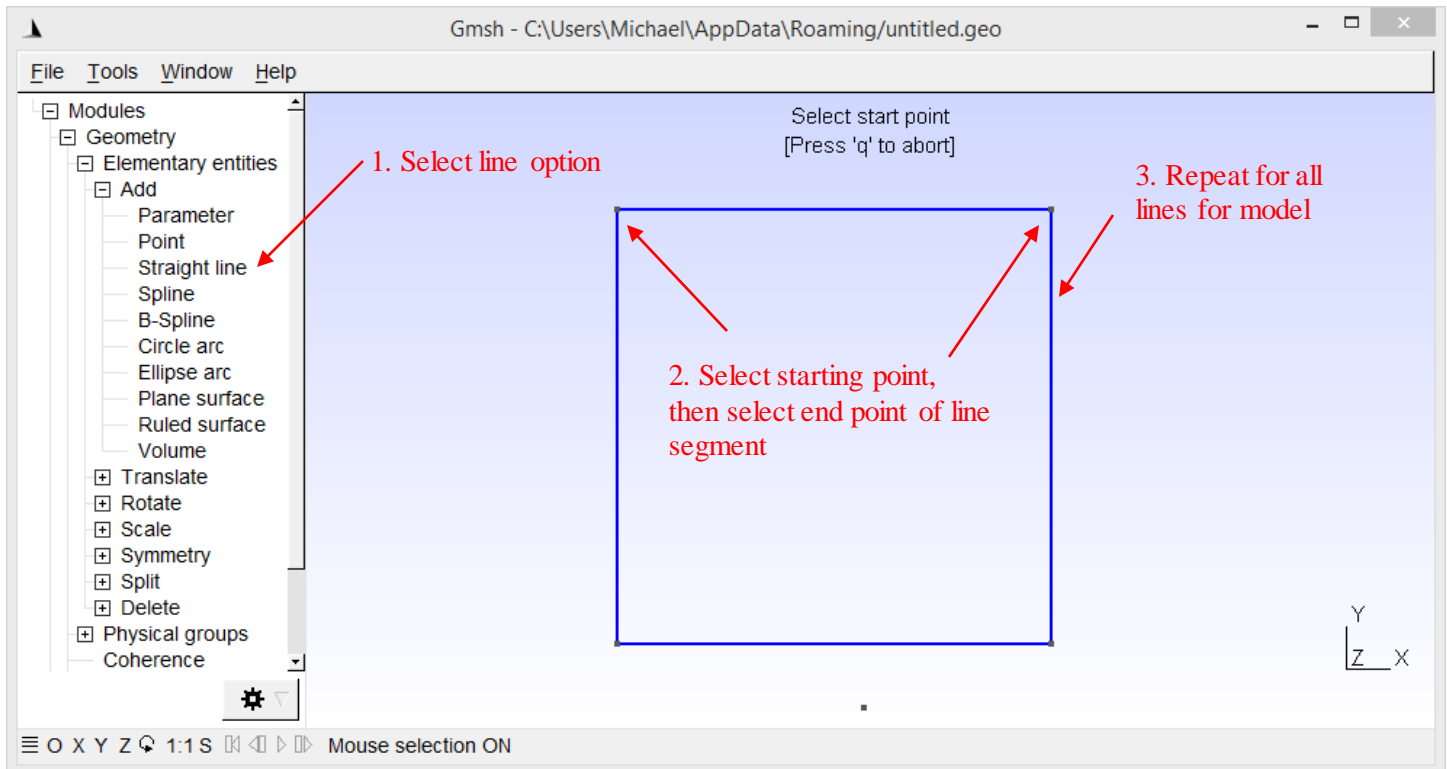 Gmsh - C:\Users\Michael\AppData\Roaming/untitled.geo
File Tools Window Help
Modules
Geometry
Elementary entities
Add
Parameter
Point
Straight line
Spline
B-Spline
Circle arc
Ellipse arc
Plane surface
Ruled surface
Volume
Translate
Rotate
Scale
Symmetry
Split
Delete
Physical groups
Coherence
Select start point
[Press 'q' to abort]
1. Select line option
3. Repeat for all
lines for model
2. Select starting point,
then select end point of line
segment
Y
Z X
O X Y Z 1:1 S Mouse selection ON